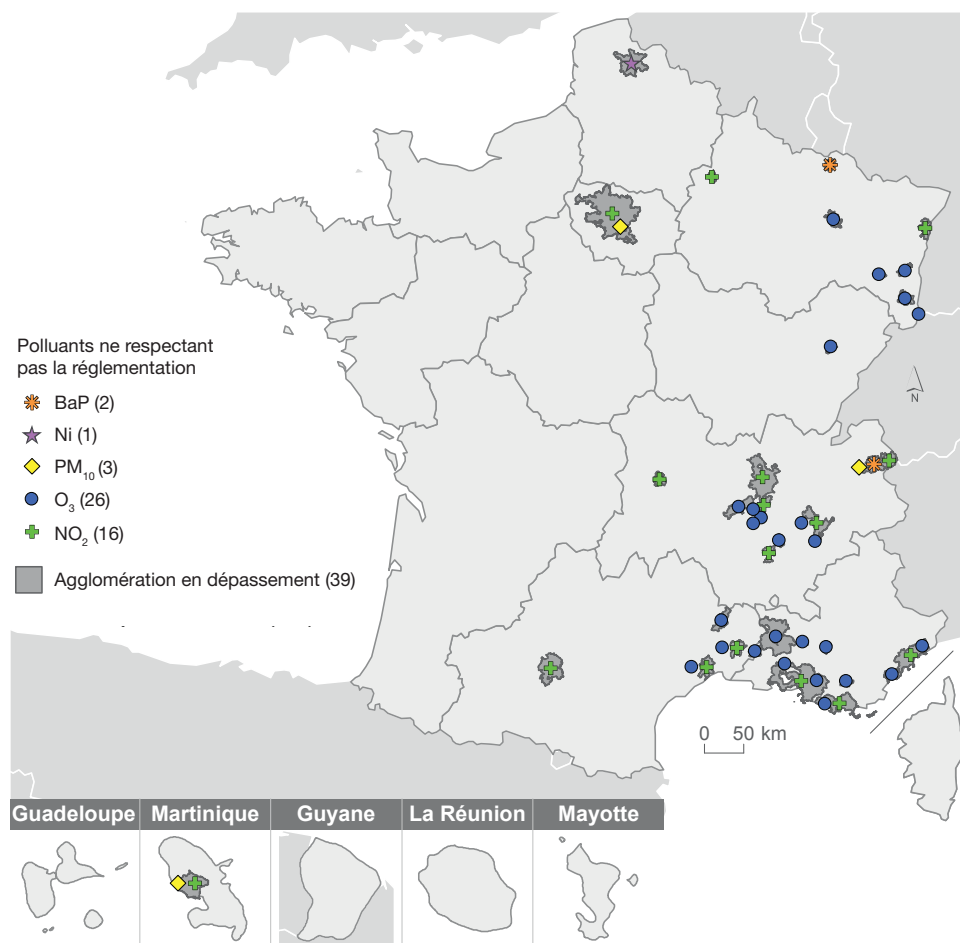 Polluants ne respectant
pas la réglementation
BaP (2)
Ni (1)
PM10 (3)
O3 (26)
NO2 (16)
Agglomération en dépassement (39)
N
0 50 km
Guadeloupe Martinique Guyane La Réunion Mayotte